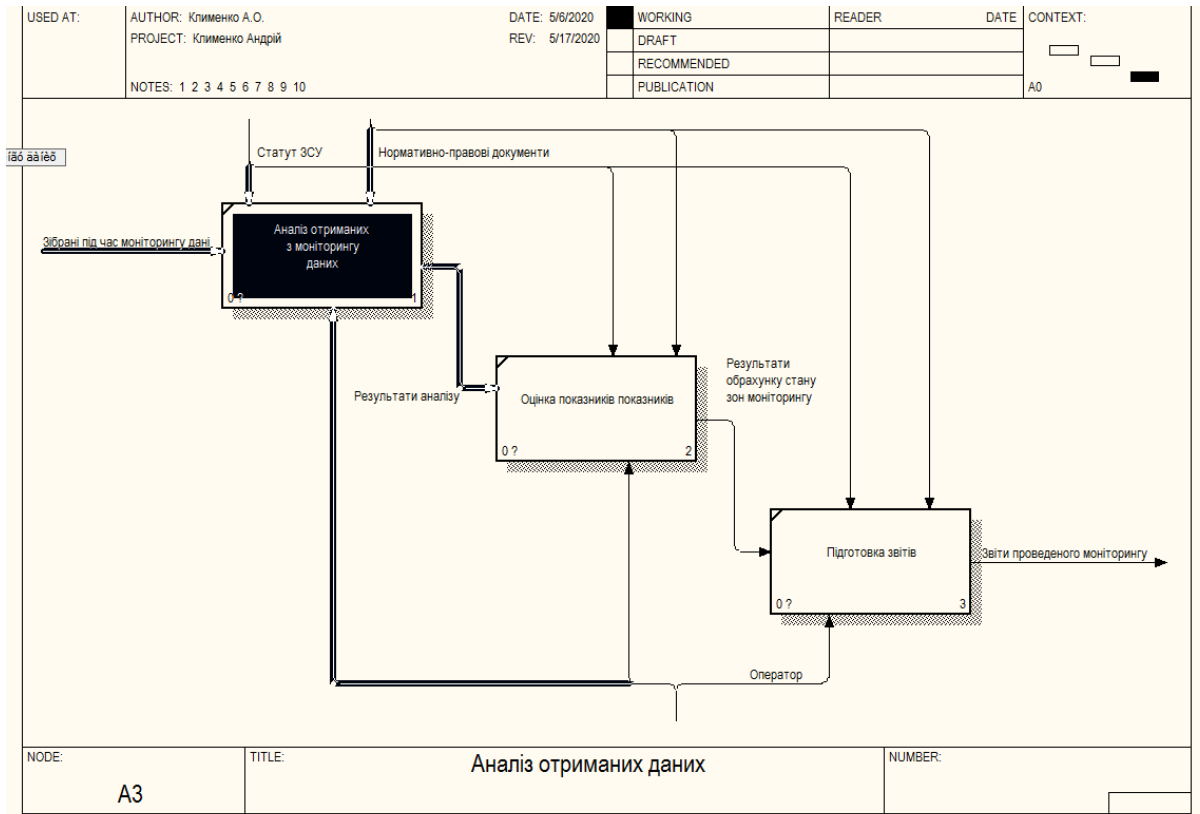 USED AT:
AUTHOR: Клименко А.О.
DATE: 5/6/2020
WORKING
READER
DATE
CONTEXT:
PROJECT: Клименко Андрій
REV: 5/17/2020
DRAFT
RECOMMENDED
NOTES: 1 2 3 4 5 6 7 8 9 10
PUBLICATION
A0
Статут ЗСУ
Нормативно-правові документи
íãó äàíèõ
Зібрані під час моніторингу дані
Аналіз отриманих
з моніторингу
даних
0 ?
1
Результати аналізу
Оцінка показників показників
0 ?
2
Результати
обрахунку стану
зон моніторингу
Підготовка звітів
0 ?
3
Звіти проведеного моніторингу
Оператор
NODE:
A3
TITLE:
Аналіз отриманих даних
NUMBER: